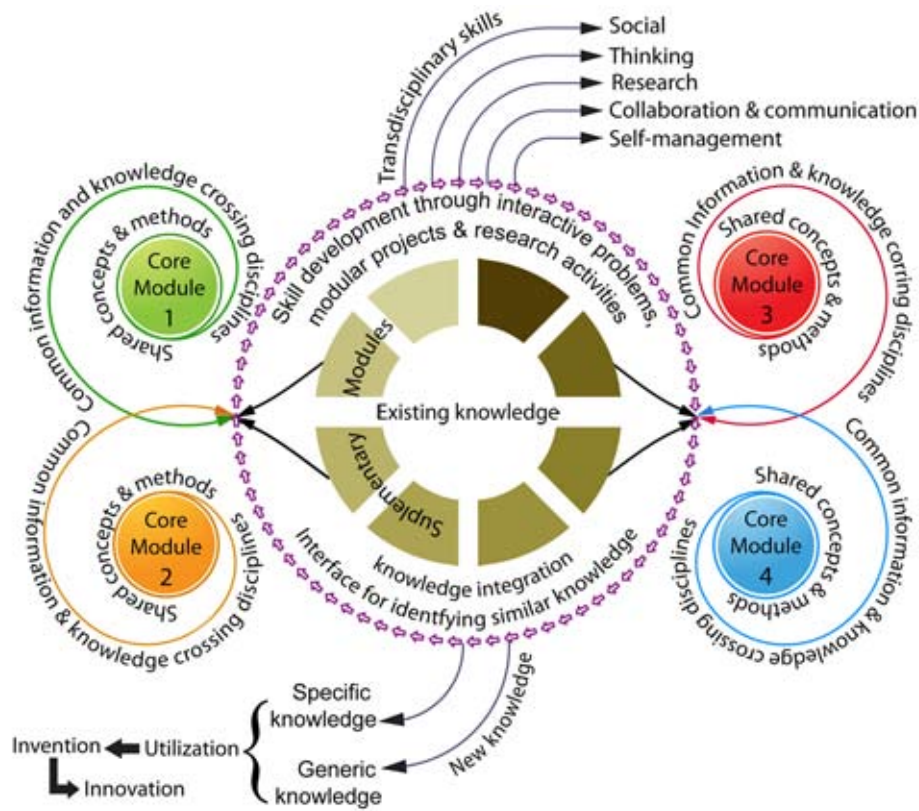 Transdisciplinary skills
Social
Thinking
Research
Collaboration & communication
Self-management
Common information and knowledge crossing disciplines
Shared concepts & methods
Core
Module
1
Skill development through interactive problems,
modular projects & research activities
Common Information & knowledge corring disciplines
Shared concepts & methods
Core
Module
3
Modules
Existing knowledge
Suplementary
Common information & knowledge crossing disciplines
Shared concepts & methods
Core
Module
2
knowledge integration
Interface for identfying similar knowledge
Common information & knowledge crossing disciplines
Shared concepts & methods
Core
Module
4
New knowledge
Specific
knowledge
Generic
knowledge
Utilization
Invention
Innovation